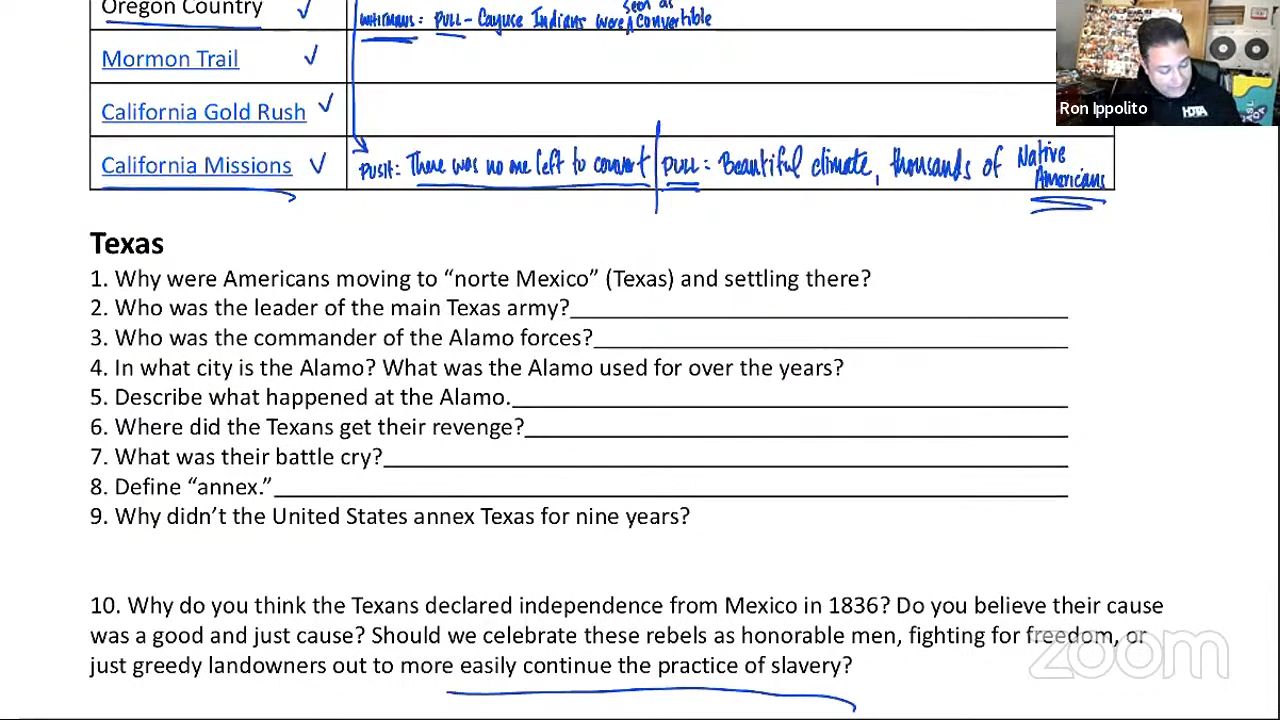 Oregon Country ✓
WHITMANS: PULL - Cayuse Indians were seen as convertible
Ron Ippolito
Mormon Trail ✓
California Gold Rush ✓
California Missions ✓ PUSH: There was no one left to convert PULL: Beautiful climate, thousands of Native Americans
Texas
1. Why were Americans moving to “norte Mexico” (Texas) and settling there?
2. Who was the leader of the main Texas army?
3. Who was the commander of the Alamo forces?
4. In what city is the Alamo? What was the Alamo used for over the years?
5. Describe what happened at the Alamo.
6. Where did the Texans get their revenge?
7. What was their battle cry?
8. Define “annex.”
9. Why didn’t the United States annex Texas for nine years?
10. Why do you think the Texans declared independence from Mexico in 1836? Do you believe their cause
was a good and just cause? Should we celebrate these rebels as honorable men, fighting for freedom, or
just greedy landowners out to more easily continue the practice of slavery?
zoom